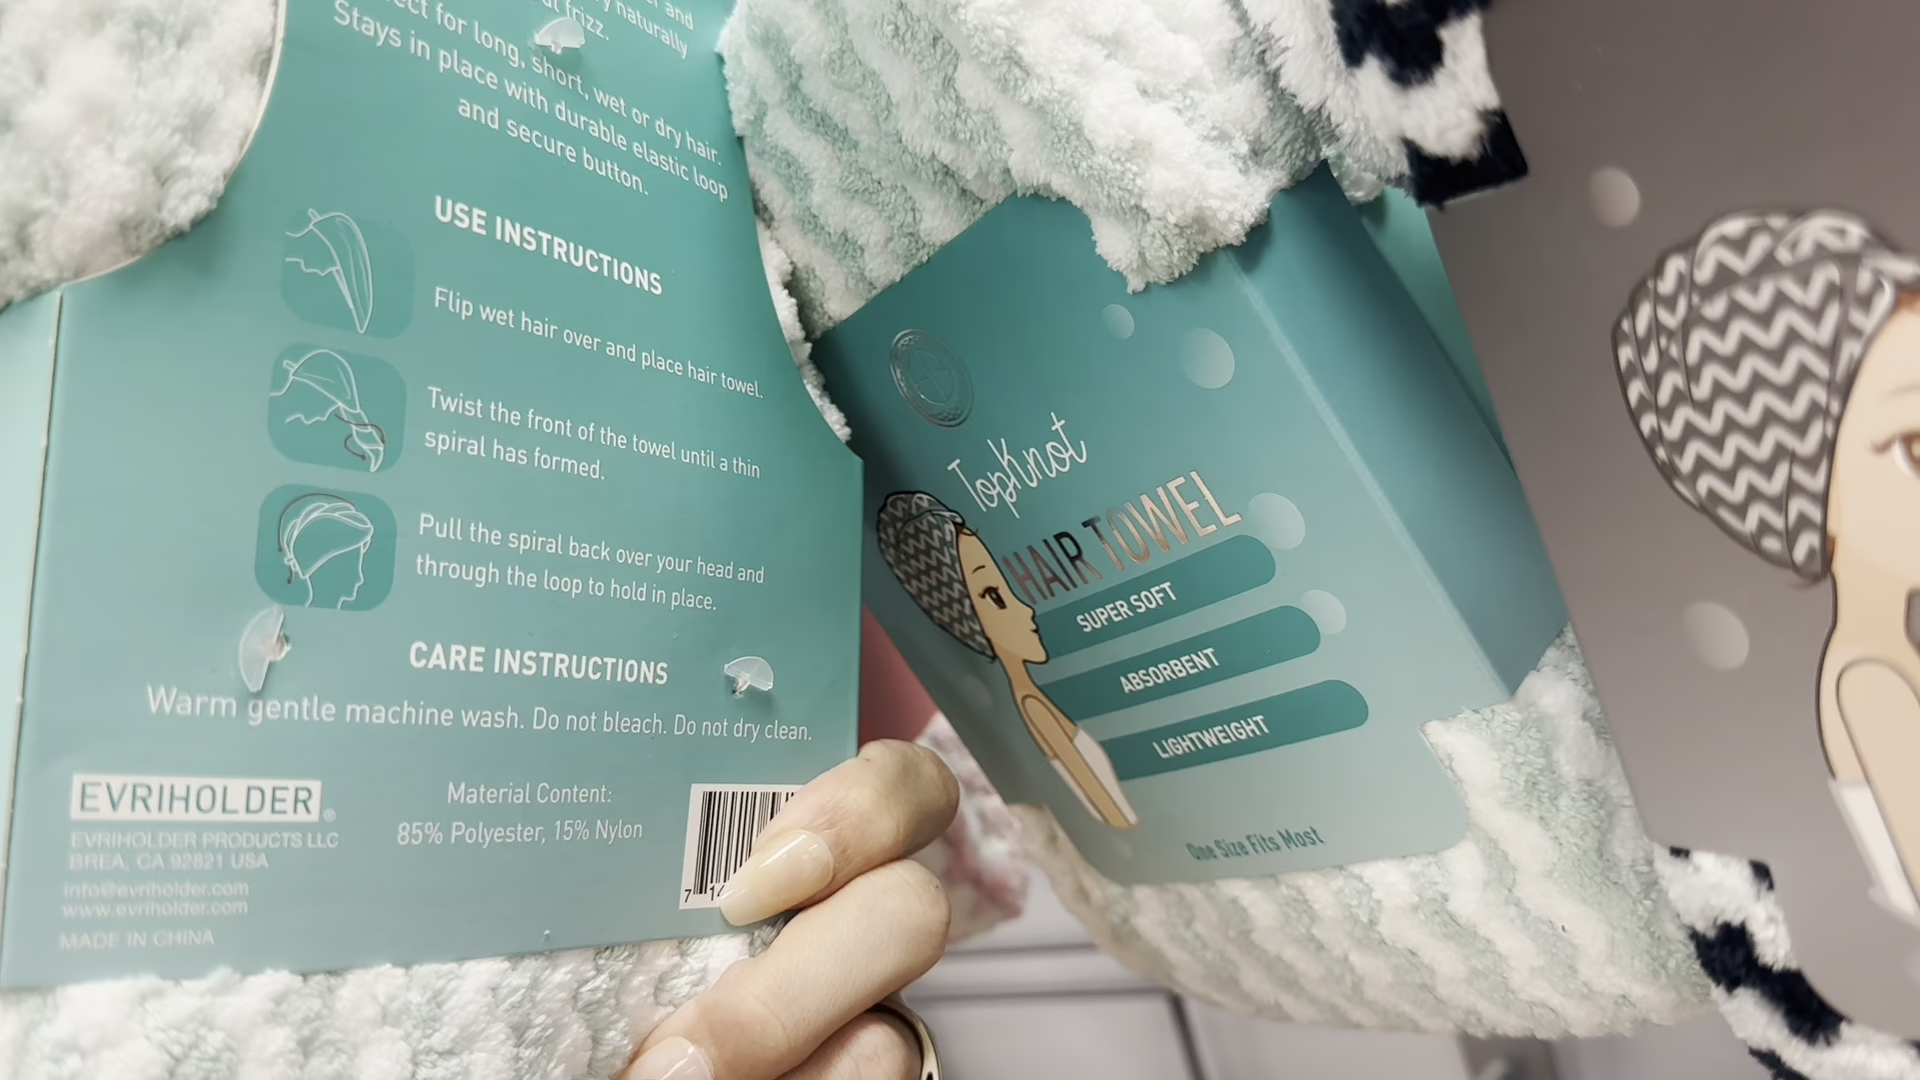 and
naturally
frizz.
for long, short, wet or dry hair.
Stays in place with durable elastic loop
and secure button.
USE INSTRUCTIONS
Flip wet hair over and place hair towel.
Twist the front of the towel until a thin
spiral has formed.
Pull the spiral back over your head and
through the loop to hold in place.
CARE INSTRUCTIONS
Warm gentle machine wash. Do not bleach. Do not dry clean.
EVRIHOLDER®
EVRIHOLDER PRODUCTS LLC
BREA, CA 92821 USA
info@evriholder.com
www.evriholder.com
MADE IN CHINA
Material Content:
85% Polyester, 15% Nylon
7 14
TopKnot
HAIR TOWEL
SUPER SOFT
ABSORBENT
LIGHTWEIGHT
One Size Fits Most